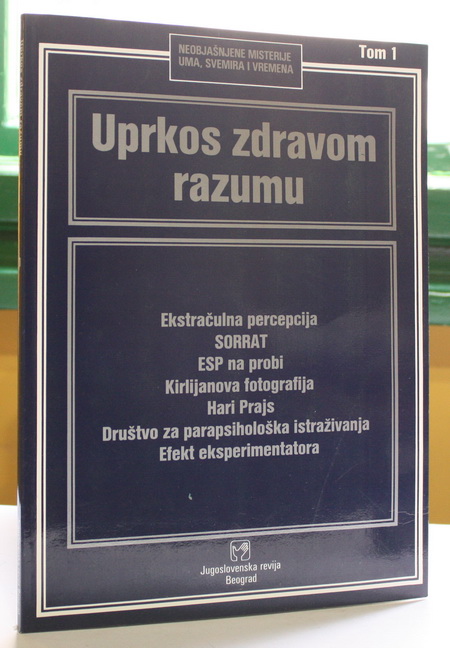 NEOBJAŠNJENE MISTERIJE
UMA, SVEMIRA I VREMENA
Tom 1
Uprkos zdravom
razumu
Ekstračulna percepcija
SORRAT
ESP na probi
Kirlijanova fotografija
Hari Prajs
Društvo za parapsihološka istraživanja
Efekt eksperimentatora
Jugoslovenska revija
Beograd